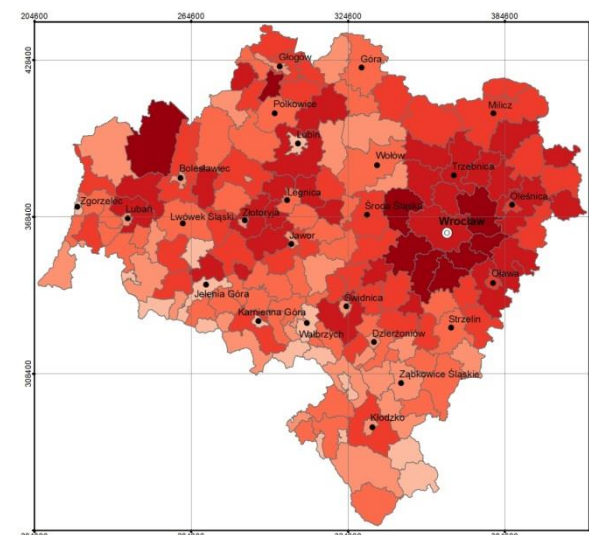 204600 264600 324600 384600
428400
Głogów
Góra
Polkowice
Milicz
Lubin
Wołów
Trzebnica
Bolesławiec
Legnica
Oleśnica
Zgorzelec
Lubań
Lwówek Śląski
Złotoryja
Środa Śląska
Wrocław
Jawor
Jelenia Góra
Oława
Świdnica
Kamienna Góra
Wałbrzych
Strzelin
Dzierżoniów
308400
Ząbkowice Śląskie
Kłodzko